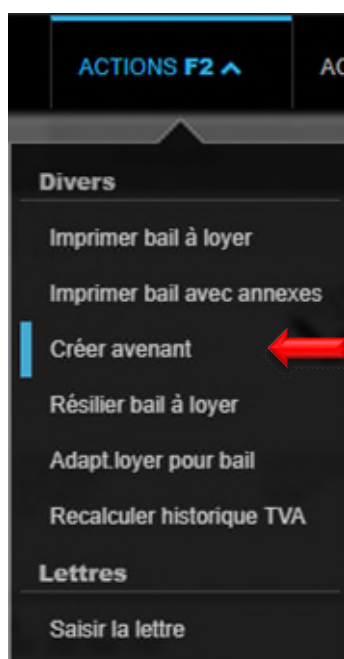 ACTIONS F2
AC
Divers
Imprimer bail à loyer
Imprimer bail avec annexes
Créer avenant
Résilier bail à loyer
Adapt.loyer pour bail
Recalculer historique TVA
Lettres
Saisir la lettre